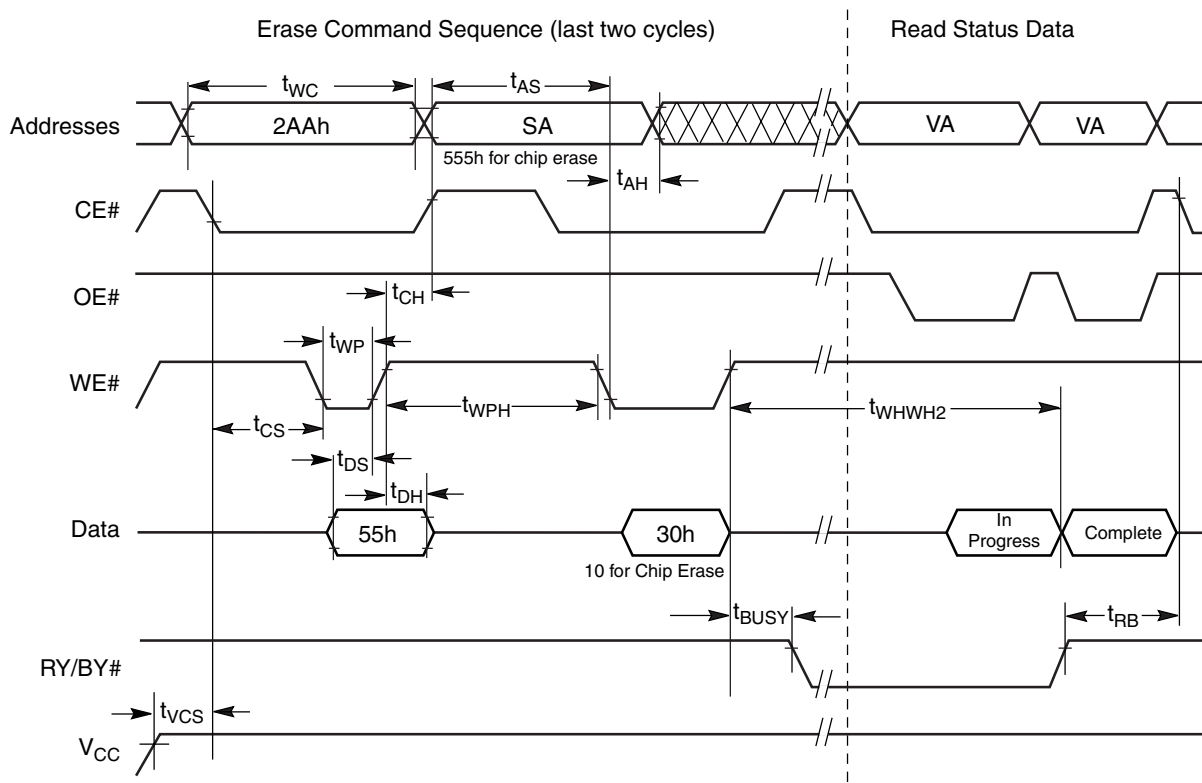 Erase Command Sequence (last two cycles)
Read Status Data
tWC
tAS
Addresses
2AAh
SA
VA
VA
555h for chip erase
tAH
CE#
OE#
tCH
tWP
WE#
tWPH
tWHWH2
tCS
tDS
tDH
Data
55h
30h
In
Progress
Complete
10 for Chip Erase
tBUSY
tRB
RY/BY#
tVCS
VCC